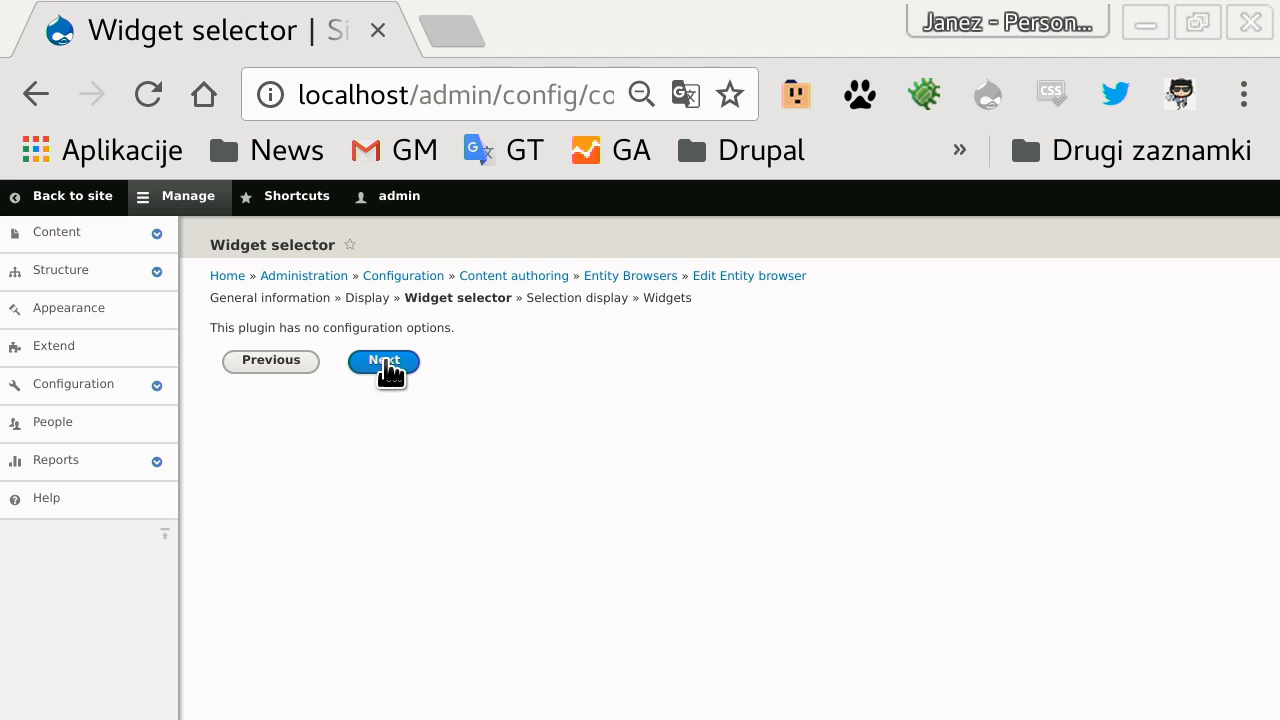 Widget selector | Si
Janez - Person...
localhost/admin/config/co
Aplikacije News GM GT GA Drupal » Drugi zaznamki
Back to site Manage Shortcuts admin
Content
Structure
Appearance
Extend
Configuration
People
Reports
Help
Widget selector
Home » Administration » Configuration » Content authoring » Entity Browsers » Edit Entity browser
General information » Display » Widget selector » Selection display » Widgets
This plugin has no configuration options.
Previous Next